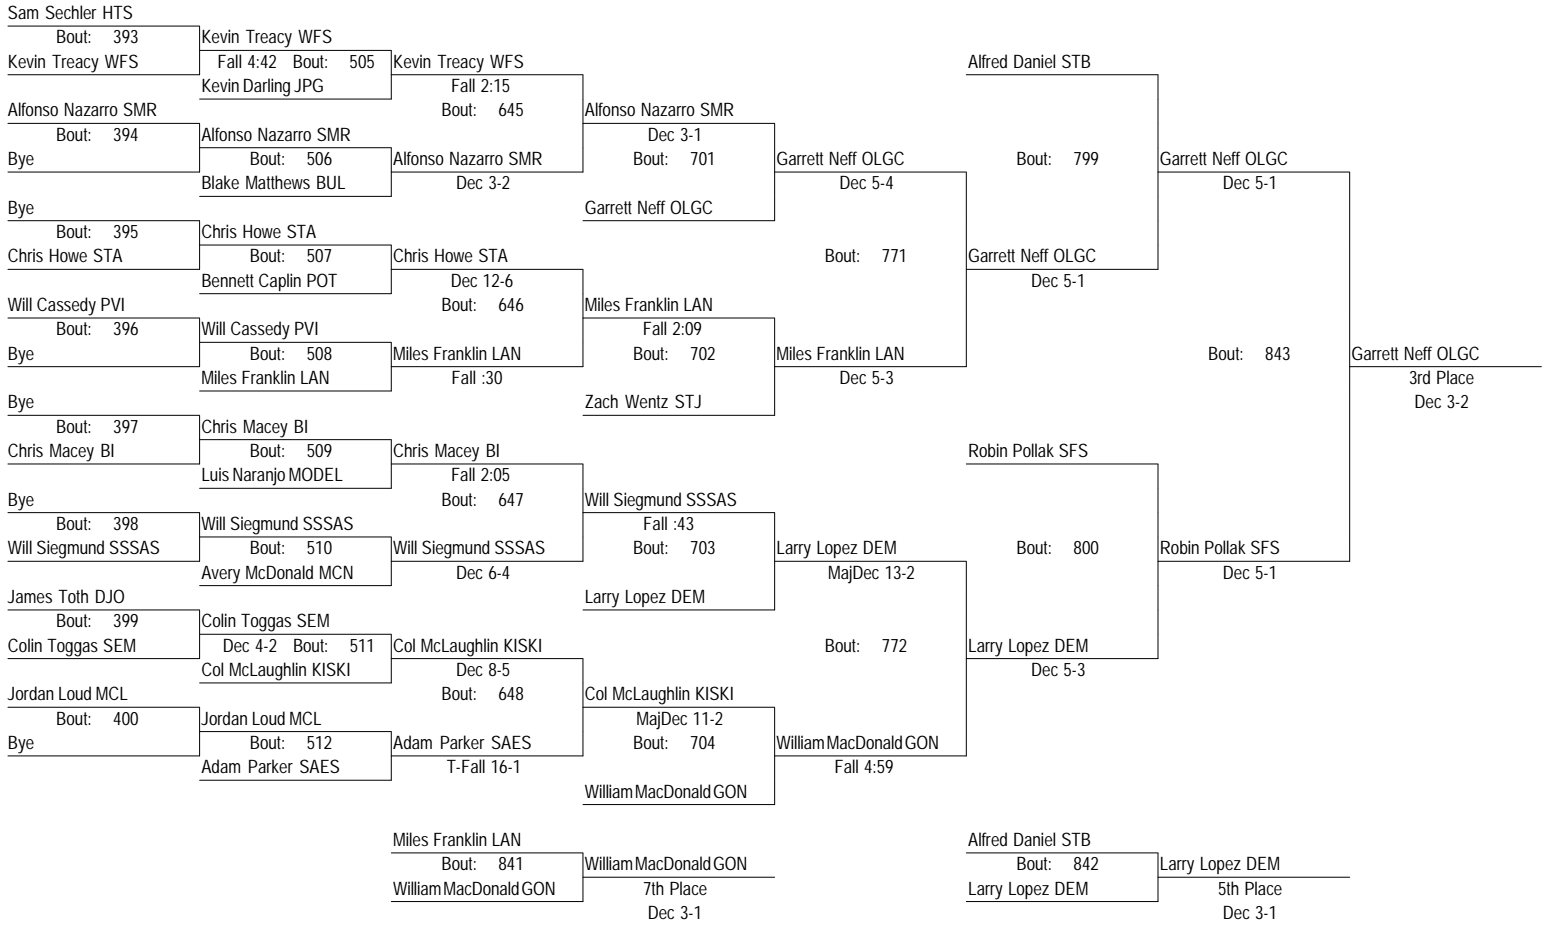 Sam Sechler HTS
Bout: 393
Kevin Treacy WFS
Kevin Treacy WFS
Fall 4:42 Bout: 505
Kevin Treacy WFS
Alfred Daniel STB
Kevin Darling JPG
Fall 2:15
Alfonso Nazarro SMR
Bout: 645
Alfonso Nazarro SMR
Bout: 394
Alfonso Nazarro SMR
Dec 3-1
Bye
Bout: 506
Alfonso Nazarro SMR
Bout: 701
Garrett Neff OLGC
Bout: 799
Garrett Neff OLGC
Blake Matthews BUL
Dec 3-2
Dec 5-4
Dec 5-1
Bye
Garrett Neff OLGC
Bout: 395
Chris Howe STA
Chris Howe STA
Bout: 507
Chris Howe STA
Bout: 771
Garrett Neff OLGC
Bennett Caplin POT
Dec 12-6
Dec 5-1
Will Cassedy PVI
Bout: 646
Miles Franklin LAN
Bout: 396
Will Cassedy PVI
Fall 2:09
Bye
Bout: 508
Miles Franklin LAN
Bout: 702
Miles Franklin LAN
Bout: 843
Garrett Neff OLGC
Miles Franklin LAN
Fall :30
Dec 5-3
3rd Place
Bye
Zach Wentz STJ
Dec 3-2
Bout: 397
Chris Macey BI
Chris Macey BI
Bout: 509
Chris Macey BI
Robin Pollak SFS
Luis Naranjo MODEL
Fall 2:05
Bye
Bout: 647
Will Siegmund SSSAS
Bout: 398
Will Siegmund SSSAS
Fall :43
Will Siegmund SSSAS
Bout: 510
Will Siegmund SSSAS
Bout: 703
Larry Lopez DEM
Bout: 800
Robin Pollak SFS
Avery McDonald MCN
Dec 6-4
MajDec 13-2
Dec 5-1
James Toth DJO
Larry Lopez DEM
Bout: 399
Colin Toggas SEM
Colin Toggas SEM
Dec 4-2 Bout: 511
Col McLaughlin KISKI
Bout: 772
Larry Lopez DEM
Col McLaughlin KISKI
Dec 8-5
Dec 5-3
Jordan Loud MCL
Bout: 648
Col McLaughlin KISKI
Bout: 400
Jordan Loud MCL
MajDec 11-2
Bye
Bout: 512
Adam Parker SAES
Bout: 704
William MacDonald GON
Adam Parker SAES
T-Fall 16-1
Fall 4:59
William MacDonald GON
Miles Franklin LAN
Alfred Daniel STB
Bout: 841
William MacDonald GON
Bout: 842
Larry Lopez DEM
William MacDonald GON
7th Place
Larry Lopez DEM
5th Place
Dec 3-1
Dec 3-1